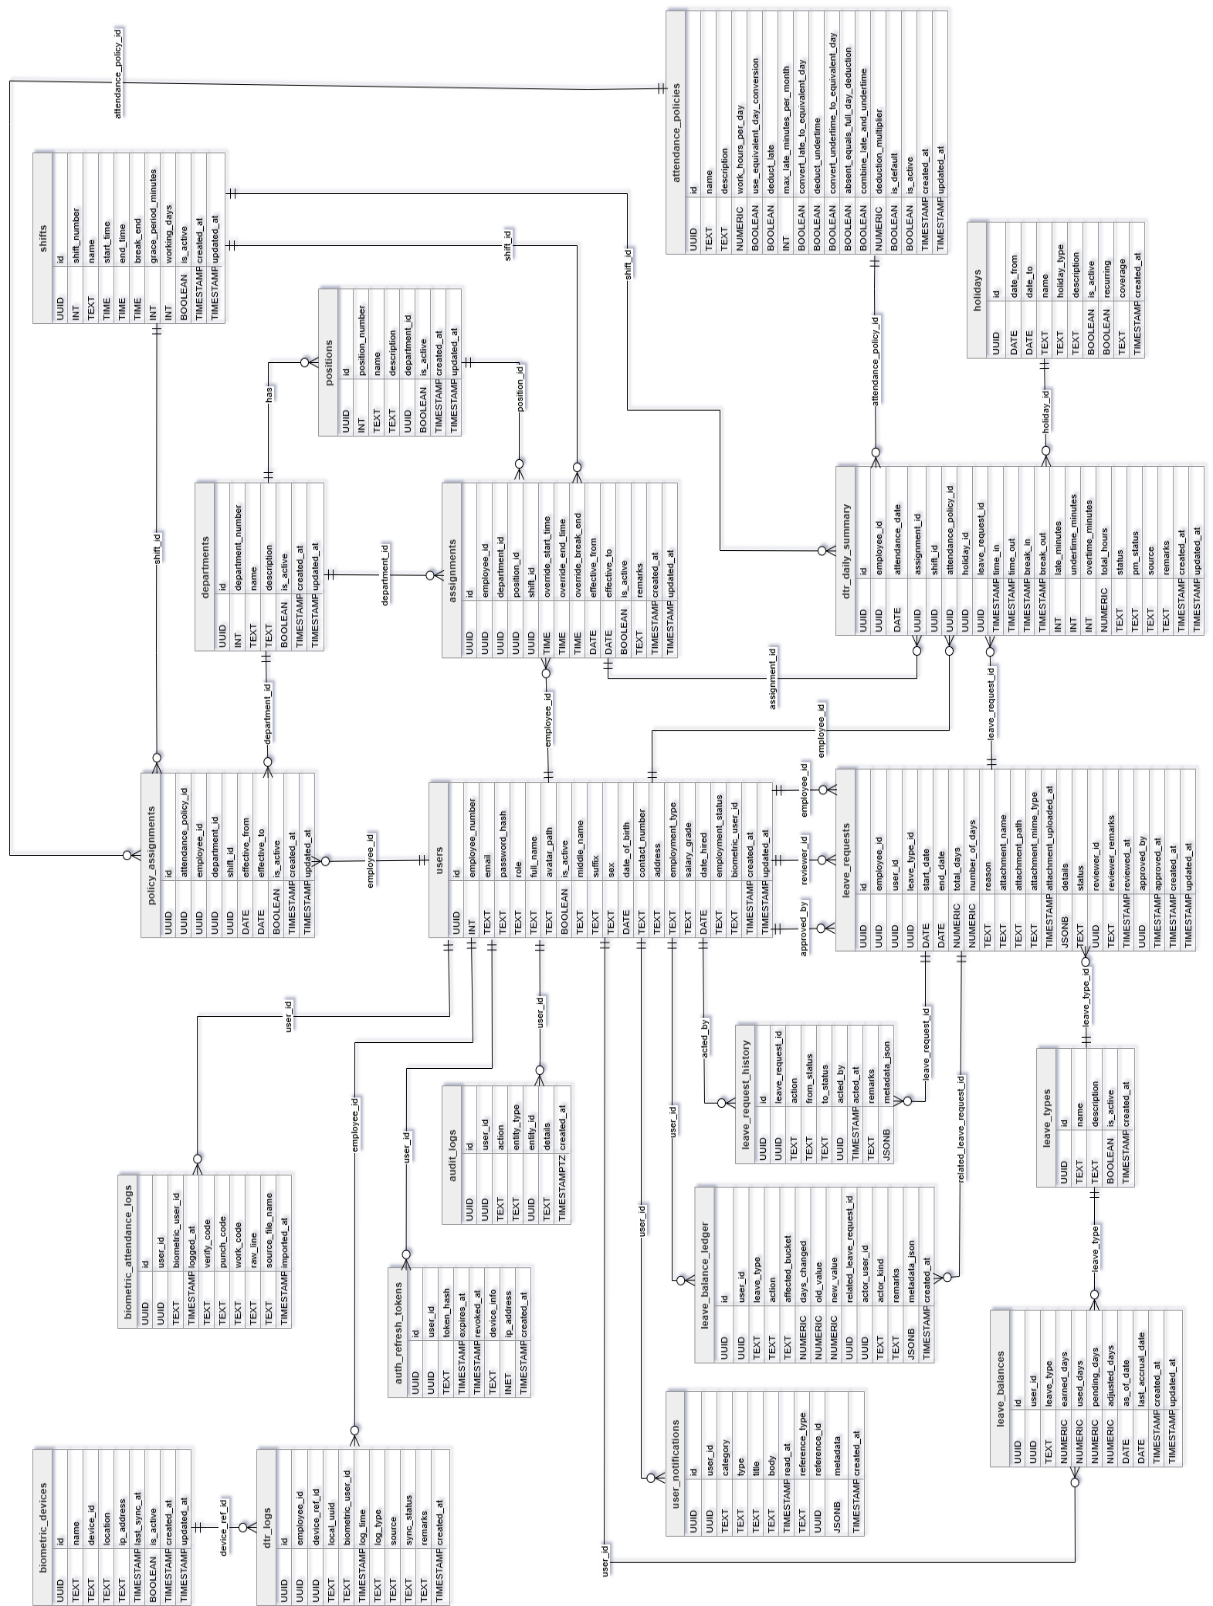 attendance_policies
UUID id
TEXT name
TEXT description
NUMERIC work_hours_per_day
BOOLEAN use_equivalent_day_conversion
BOOLEAN deduct_late
INT max_late_minutes_per_month
BOOLEAN convert_late_to_equivalent_day
BOOLEAN deduct_undertime
BOOLEAN convert_undertime_to_equivalent_day
BOOLEAN absent_equals_full_day_deduction
BOOLEAN combine_late_and_undertime
NUMERIC deduction_multiplier
BOOLEAN is_default
BOOLEAN is_active
TIMESTAMP created_at
TIMESTAMP updated_at
holidays
UUID id
DATE date_from
DATE date_to
TEXT name
TEXT holiday_type
TEXT description
BOOLEAN is_active
BOOLEAN recurring
TEXT coverage
TIMESTAMP created_at
shifts
UUID id
INT shift_number
TEXT name
TIME start_time
TIME end_time
TIME break_end
INT grace_period_minutes
INT working_days
BOOLEAN is_active
TIMESTAMP created_at
TIMESTAMP updated_at
positions
UUID id
INT position_number
TEXT name
TEXT description
UUID department_id
BOOLEAN is_active
TIMESTAMP created_at
TIMESTAMP updated_at
departments
UUID id
INT department_number
TEXT name
TEXT description
BOOLEAN is_active
TIMESTAMP created_at
TIMESTAMP updated_at
assignments
UUID id
UUID employee_id
UUID department_id
UUID position_id
UUID shift_id
TIME override_start_time
TIME override_end_time
TIME override_break_end
DATE effective_from
DATE effective_to
BOOLEAN is_active
TEXT remarks
TIMESTAMP created_at
TIMESTAMP updated_at
dtr_daily_summary
UUID id
UUID employee_id
DATE attendance_date
UUID assignment_id
UUID shift_id
UUID attendance_policy_id
UUID holiday_id
UUID leave_request_id
TIMESTAMP time_in
TIMESTAMP time_out
TIMESTAMP break_in
TIMESTAMP break_out
INT late_minutes
INT undertime_minutes
INT overtime_minutes
NUMERIC total_hours
TEXT status
TEXT pm_status
TEXT source
TEXT remarks
TIMESTAMP created_at
TIMESTAMP updated_at
policy_assignments
UUID id
UUID attendance_policy_id
UUID employee_id
UUID department_id
UUID shift_id
DATE effective_from
DATE effective_to
BOOLEAN is_active
TIMESTAMP created_at
TIMESTAMP updated_at
users
UUID id
INT employee_number
TEXT email
TEXT password_hash
TEXT role
TEXT full_name
TEXT avatar_path
BOOLEAN is_active
TEXT middle_name
TEXT suffix
TEXT sex
DATE date_of_birth
TEXT contact_number
TEXT address
TEXT employment_type
TEXT salary_grade
DATE date_hired
TEXT employment_status
TEXT biometric_user_id
TIMESTAMP created_at
TIMESTAMP updated_at
leave_requests
UUID id
UUID employee_id
UUID user_id
UUID leave_type_id
DATE start_date
DATE end_date
NUMERIC total_days
NUMERIC number_of_days
TEXT reason
TEXT attachment_name
TEXT attachment_path
TEXT attachment_mime_type
TIMESTAMP attachment_uploaded_at
JSONB details
TEXT status
UUID reviewer_id
TEXT reviewer_remarks
TIMESTAMP reviewed_at
UUID approved_by
TIMESTAMP approved_at
TIMESTAMP created_at
TIMESTAMP updated_at
leave_request_history
UUID id
UUID leave_request_id
TEXT action
TEXT from_status
TEXT to_status
UUID acted_by
TIMESTAMP acted_at
TEXT remarks
JSONB metadata_json
leave_types
UUID id
TEXT name
TEXT description
BOOLEAN is_active
TIMESTAMP created_at
audit_logs
UUID id
UUID user_id
TEXT action
TEXT entity_type
UUID entity_id
TEXT details
TIMESTAMPTZ created_at
biometric_attendance_logs
UUID id
UUID user_id
TEXT biometric_user_id
TIMESTAMP logged_at
TEXT verify_code
TEXT punch_code
TEXT work_code
TEXT raw_line
TEXT source_file_name
TIMESTAMP imported_at
auth_refresh_tokens
UUID id
UUID user_id
TEXT token_hash
TIMESTAMP expires_at
TIMESTAMP revoked_at
TEXT device_info
INET ip_address
TIMESTAMP created_at
leave_balance_ledger
UUID id
UUID user_id
TEXT leave_type
TEXT action
TEXT affected_bucket
NUMERIC days_changed
NUMERIC old_value
NUMERIC new_value
UUID related_leave_request_id
UUID actor_user_id
TEXT actor_kind
TEXT remarks
JSONB metadata_json
TIMESTAMP created_at
leave_balances
UUID id
UUID user_id
TEXT leave_type
NUMERIC earned_days
NUMERIC used_days
NUMERIC pending_days
NUMERIC adjusted_days
DATE as_of_date
DATE last_accrual_date
TIMESTAMP created_at
TIMESTAMP updated_at
user_notifications
UUID id
UUID user_id
TEXT category
TEXT type
TEXT title
TEXT body
TIMESTAMP read_at
TEXT reference_type
UUID reference_id
JSONB metadata
TIMESTAMP created_at
biometric_devices
UUID id
TEXT name
TEXT device_id
TEXT location
TEXT ip_address
TIMESTAMP last_sync_at
BOOLEAN is_active
TIMESTAMP created_at
TIMESTAMP updated_at
dtr_logs
UUID id
UUID employee_id
UUID device_ref_id
TEXT local_uuid
TEXT biometric_user_id
TIMESTAMP log_time
TEXT log_type
TEXT source
TEXT sync_status
TEXT remarks
TIMESTAMP created_at
attendance_policy_id
shift_id
shift_id
shift_id
has
position_id
attendance_policy_id
holiday_id
department_id
department_id
employee_id
assignment_id
employee_id
leave_request_id
employee_id
employee_id
reviewer_id
approved_by
user_id
employee_id
user_id
user_id
acted_by
user_id
user_id
leave_request_id
related_leave_request_id
leave_type_id
leave_type
device_ref_id
user_id